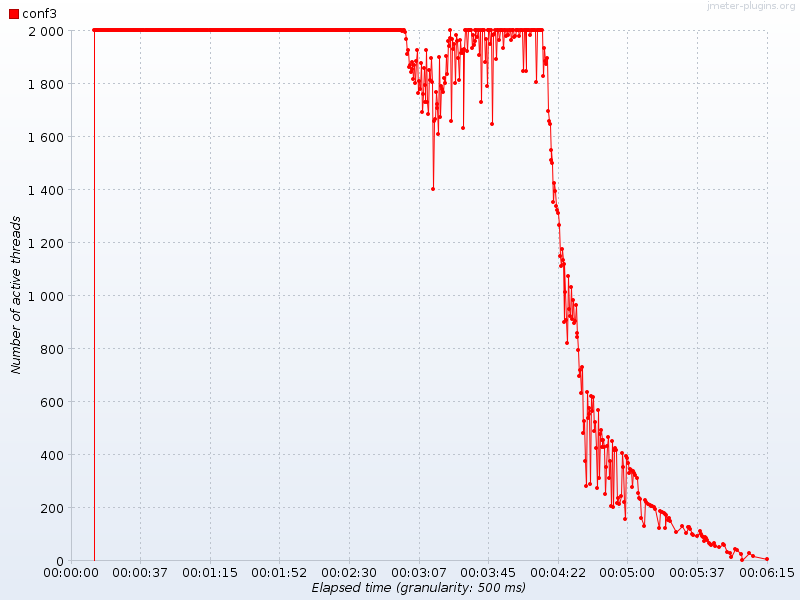 jmeter-plugins.org
conf3
2 000
1 800
1 600
1 400
1 200
1 000
800
600
400
200
0
Number of active threads
00:00:00 00:00:37 00:01:15 00:01:52 00:02:30 00:03:07 00:03:45 00:04:22 00:05:00 00:05:37 00:06:15
Elapsed time (granularity: 500 ms)